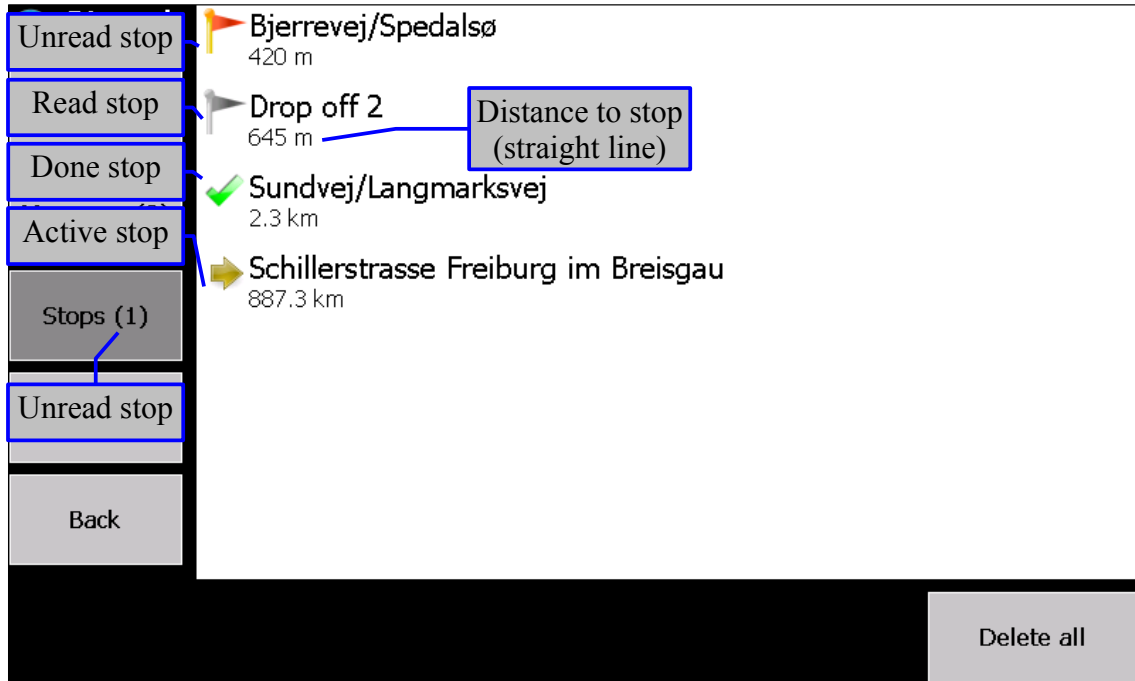 Unread stop
Bjerrevej/Spedalsø
420 m
Read stop
Drop off 2
645 m
Distance to stop
(straight line)
Done stop
Sundvej/Langmarksvej
2.3 km
Active stop
Schillerstrasse Freiburg im Breisgau
887.3 km
Stops (1)
Unread stop
Back
Delete all